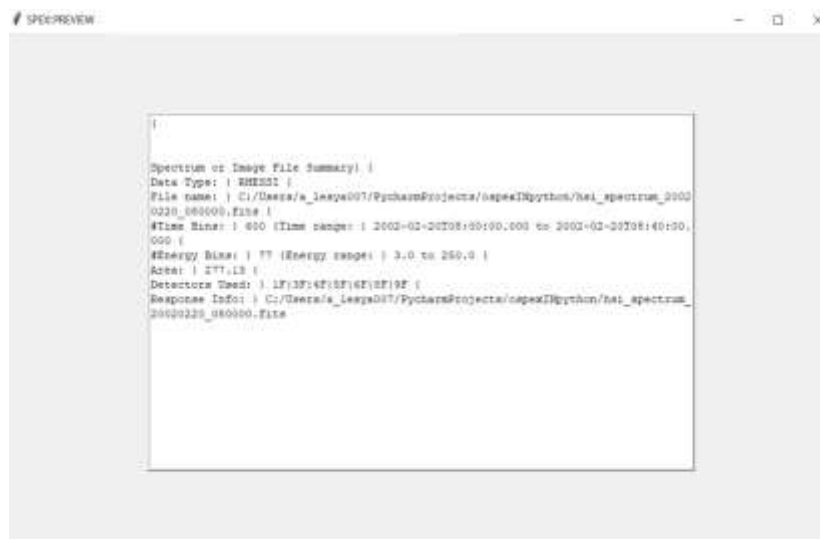 SPEX:PREVIEW
{
Spectrum or Image File Summary} {
Data Type: } RHESSI {
File name: } C:/Users/a_lesya007/PycharmProjects/ospexINpython/hsi_spectrum_2002
0220_080000.fits {
#Time Bins: } 600 {Time range: } 2002-02-20T08:00:00.000 to 2002-02-20T08:40:00.
000 {
#Energy Bins: } 77 {Energy range: } 3.0 to 250.0 {
Area: } 277.13 {
Detectors Used: } 1F|3F|4F|5F|6F|8F|9F {
Response Info: } C:/Users/a_lesya007/PycharmProjects/ospexINpython/hsi_spectrum_
20020220_080000.fits